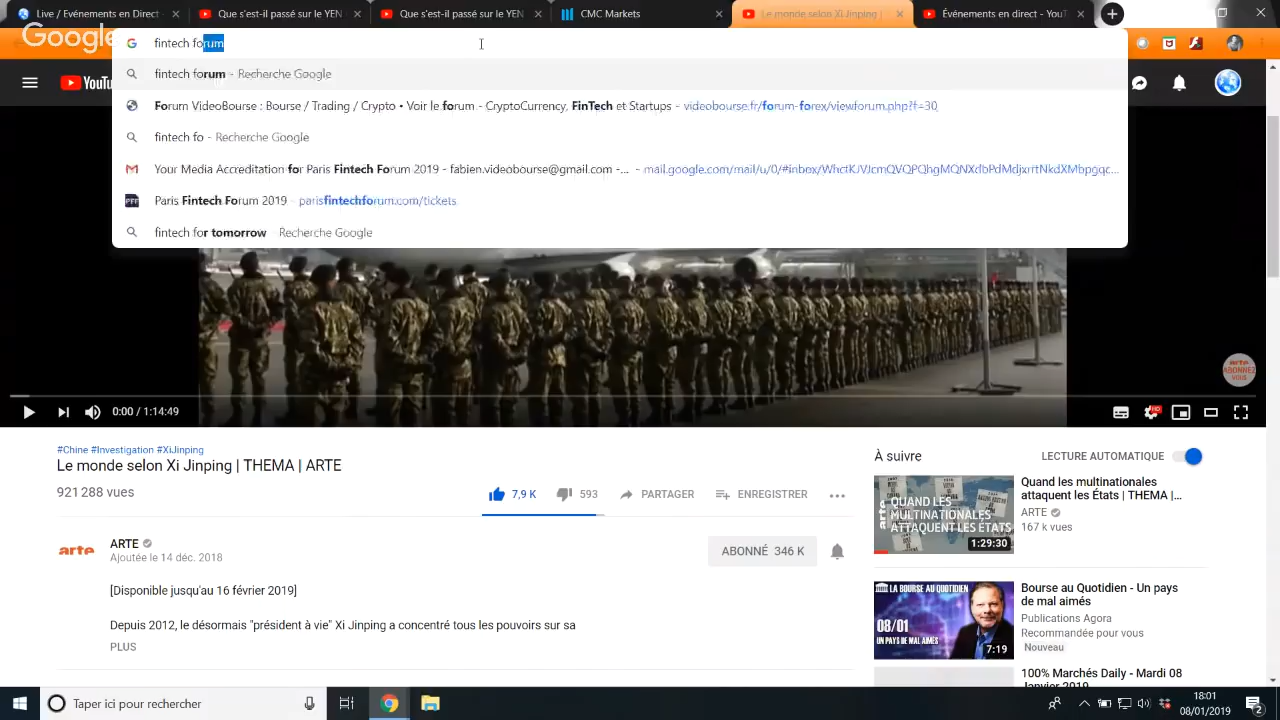 Live / Événements en Direct
Que s'est-il passé sur le YEN
Que s'est-il passé sur le YEN
CMC Markets
Le monde selon Xi Jinping |
Événements en direct - YouT
Google
fintech forum
fintech forum - Recherche Google
Forum VideoBourse : Bourse / Trading / Crypto • Voir le forum - CryptoCurrency, FinTech et Startups - videobourse.fr/forum-forex/viewforum.php?f=30
fintech fo - Recherche Google
Your Media Accreditation for Paris Fintech Forum 2019 - fabien.videobourse@gmail.com -...
PFF
Paris Fintech Forum 2019 - parisfintechforum.com/tickets
fintech for tomorrow - Recherche Google
arte
ABONNEZ
VOUS
0:00 / 1:14:49
HD
#Chine #Investigation #XiJinping
Le monde selon Xi Jinping | THEMA | ARTE
921 288 vues
7,9 K
593
PARTAGER
ENREGISTRER
arte
ARTE
Ajoutée le 14 déc. 2018
ABONNÉ 346 K
[Disponible jusqu'au 16 février 2019]
Depuis 2012, le désormais "président à vie" Xi Jinping a concentré tous les pouvoirs sur sa
PLUS
À suivre
LECTURE AUTOMATIQUE
arte
QUAND LES
MULTINATIONALES
ATTAQUENT LES ÉTATS
1:29:30
Quand les multinationales
attaquent les États | THEMA |...
ARTE
167 k vues
LA BOURSE AU QUOTIDIEN
08/01
UN PAYS DE MAL AIMÉS
7:19
Bourse au Quotidien - Un pays
de mal aimés
Publications Agora
Recommandée pour vous
Nouveau
100% Marchés Daily - Mardi 08
Janvier 2019
Taper ici pour rechercher
18:01
08/01/2019
2